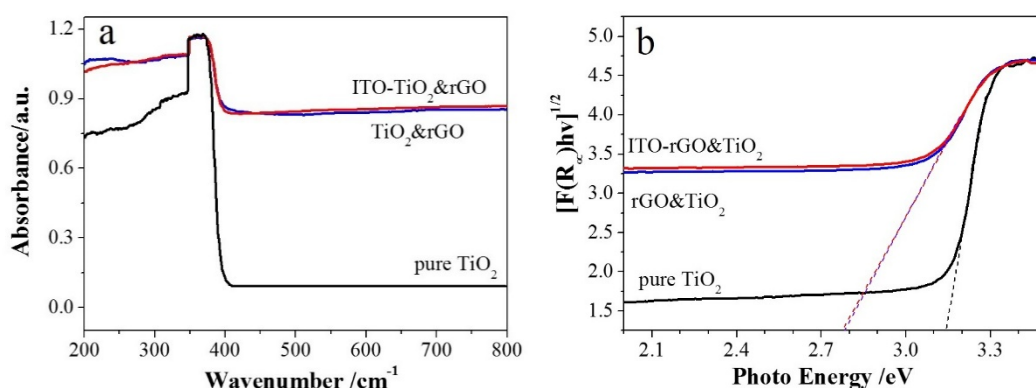 a
1.2
0.9
0.6
0.3
0.0
Absorbance/a.u.
ITO-TiO₂&rGO
TiO₂&rGO
pure TiO₂
200 300 400 500 600 700 800
Wavenumber /cm⁻¹
b
5.0
4.5
4.0
3.5
3.0
2.5
2.0
1.5
[F(R∞)hv]^1/2
ITO-rGO&TiO₂
rGO&TiO₂
pure TiO₂
2.1 2.4 2.7 3.0 3.3
Photo Energy /eV